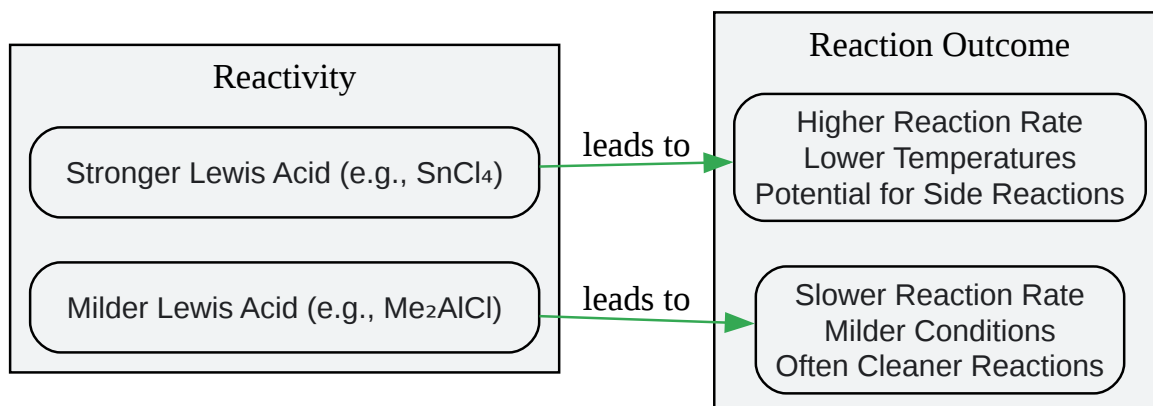 Reactivity
Stronger Lewis Acid (e.g., SnCl₄)
Milder Lewis Acid (e.g., Me₂AlCl)
leads to
leads to
Reaction Outcome
Higher Reaction Rate
Lower Temperatures
Potential for Side Reactions
Slower Reaction Rate
Milder Conditions
Often Cleaner Reactions